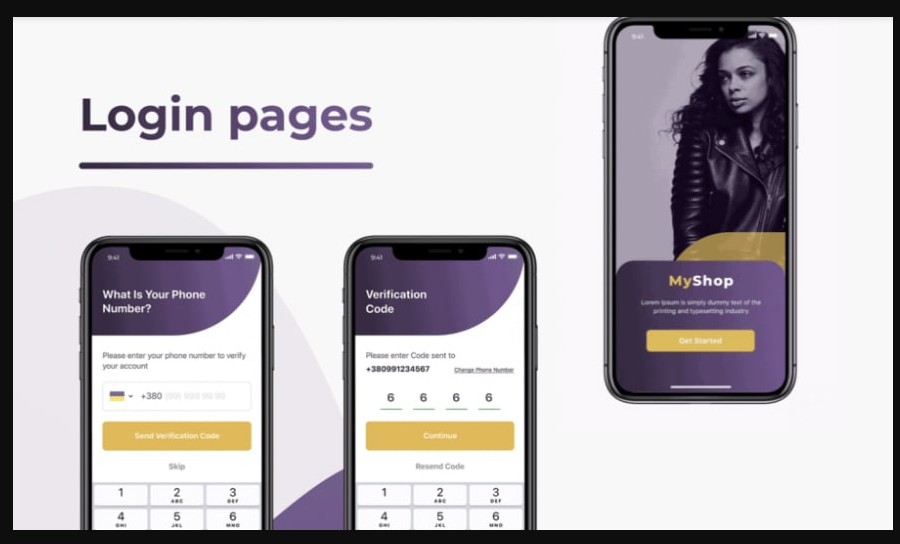 Login pages
9:41
What Is Your Phone
Number?
Please enter your phone number to verify
your account
+380
Send Verification Code
Skip
1
2
ABC
3
DEF
4
GHI
5
JKL
6
MNO
9:41
Verification
Code
Please enter Code sent to
+380991234567 Change Phone Number
6 6 6 6
Continue
Resend Code
1
2
ABC
3
DEF
4
GHI
5
JKL
6
MNO
9:41
MyShop
Lorem Ipsum is simply dummy text of the
printing and typesetting industry
Get Started